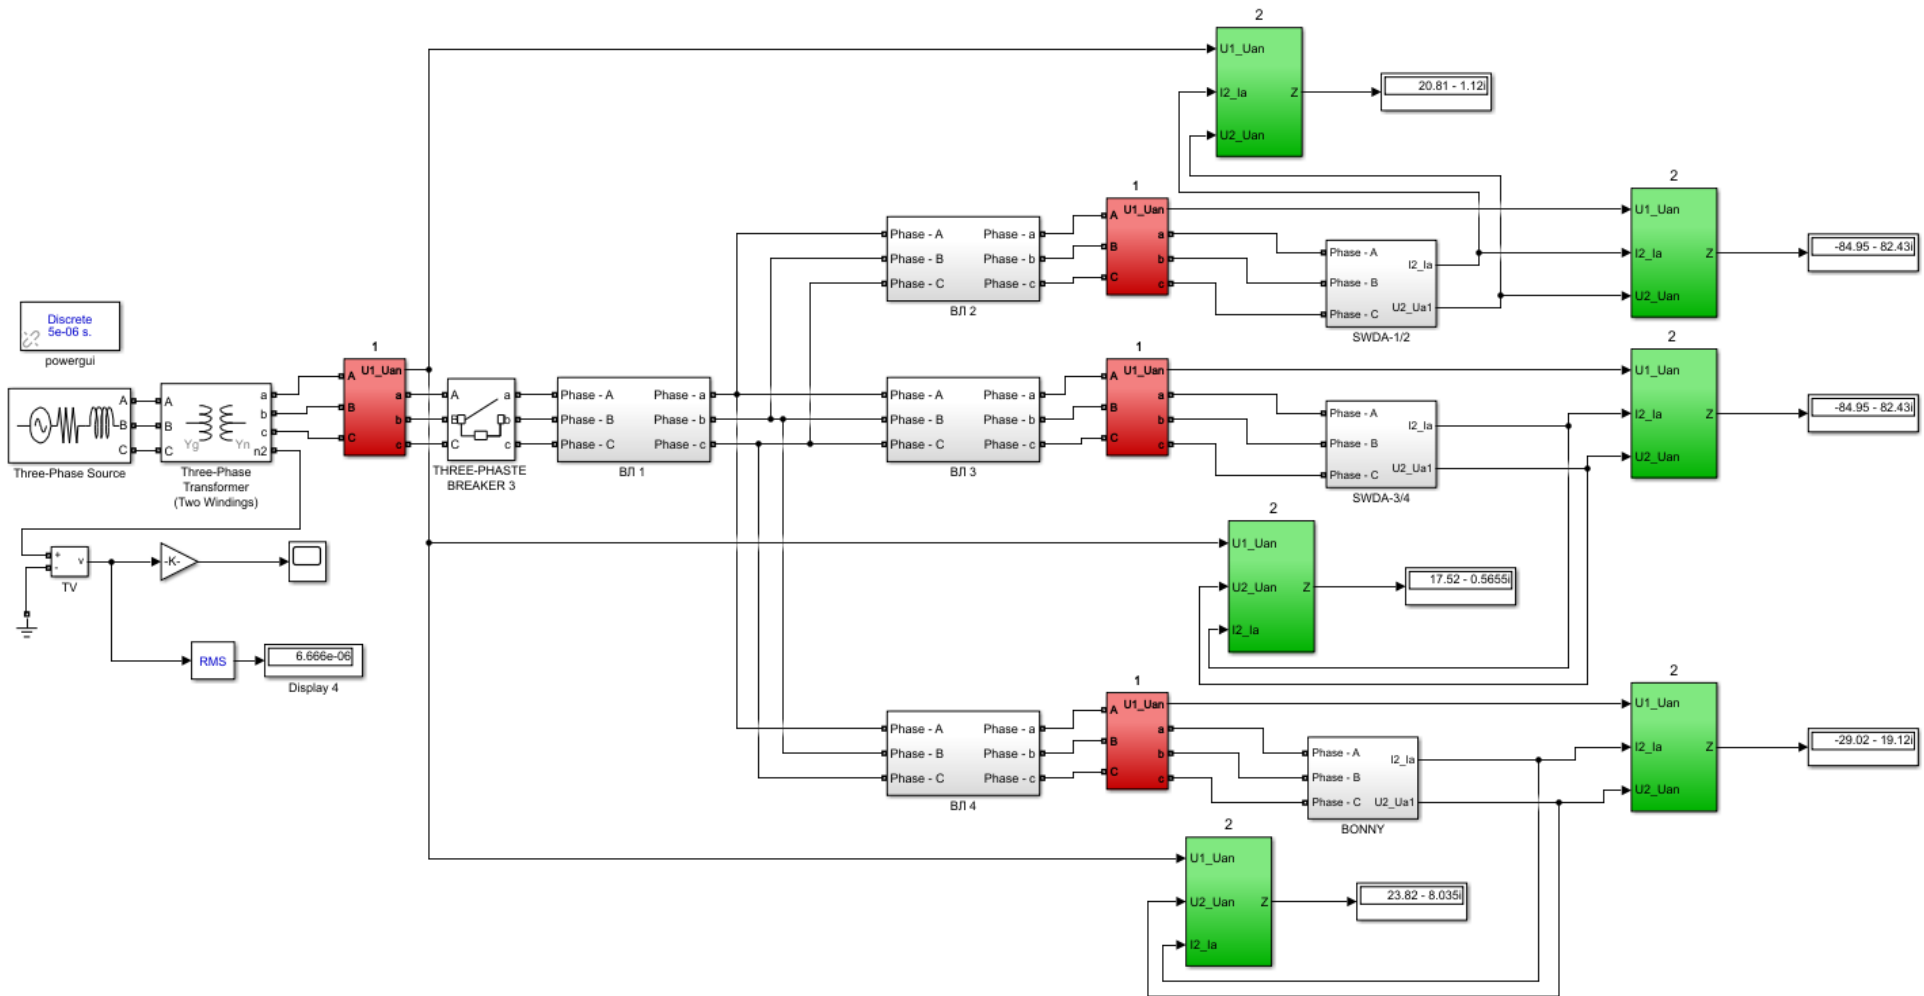 2
U1_Uan
I2_Ia
Z
U2_Uan
20.81 - 1.12i
1
A
U1_Uan
B
a
b
C
c
Phase - A
Phase - a
Phase - B
Phase - b
Phase - C
Phase - c
ВЛ 2
Phase - A
I2_Ia
Phase - B
U2_Ua1
Phase - C
SWDA-1/2
2
U1_Uan
I2_Ia
Z
U2_Uan
-84.95 - 82.43i
Discrete
5e-06 s.
powergui
A
B
C
Three-Phase Source
A
a
B
b
c
C
n2
Yg
Yn
Three-Phase
Transformer
(Two Windings)
1
U1_Uan
A
a
B
b
C
c
A
a
B
b
C
c
THREE-PHASTE
BREAKER 3
Phase - A
Phase - a
Phase - B
Phase - b
Phase - C
Phase - c
ВЛ 1
Phase - A
Phase - a
Phase - B
Phase - b
Phase - C
Phase - c
ВЛ 3
1
U1_Uan
A
a
B
b
C
c
Phase - A
I2_Ia
Phase - B
U2_Ua1
Phase - C
SWDA-3/4
2
U1_Uan
I2_Ia
Z
U2_Uan
-84.95 - 82.43i
+
v
-
TV
-K-
RMS
6.666e-06
Display 4
2
U1_Uan
U2_Uan
Z
I2_Ia
17.52 - 0.5655i
Phase - A
Phase - a
Phase - B
Phase - b
Phase - C
Phase - c
ВЛ 4
1
U1_Uan
A
a
B
b
C
c
Phase - A
I2_Ia
Phase - B
Phase - C
U2_Ua1
BONNY
2
U1_Uan
I2_Ia
Z
U2_Uan
-29.02 - 19.12i
2
U1_Uan
U2_Uan
Z
I2_Ia
23.82 - 8.035i